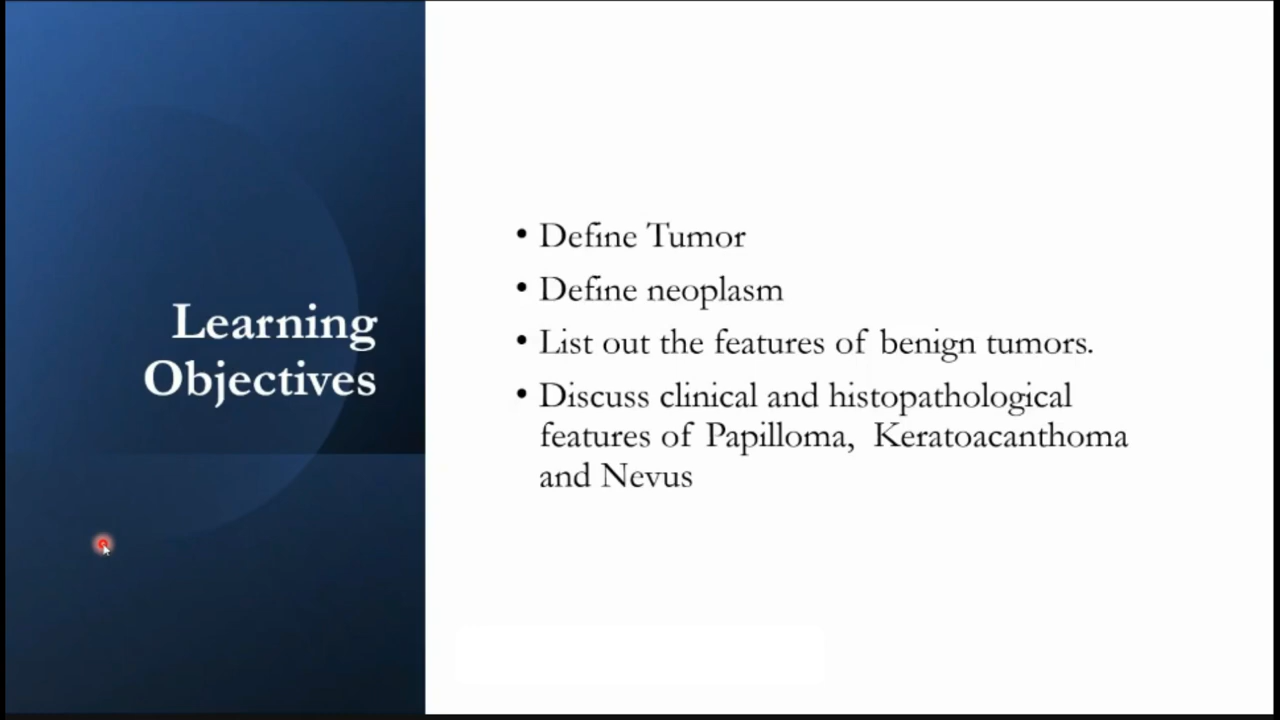 Learning
Objectives
• Define Tumor
• Define neoplasm
• List out the features of benign tumors.
• Discuss clinical and histopathological
features of Papilloma, Keratoacanthoma
and Nevus